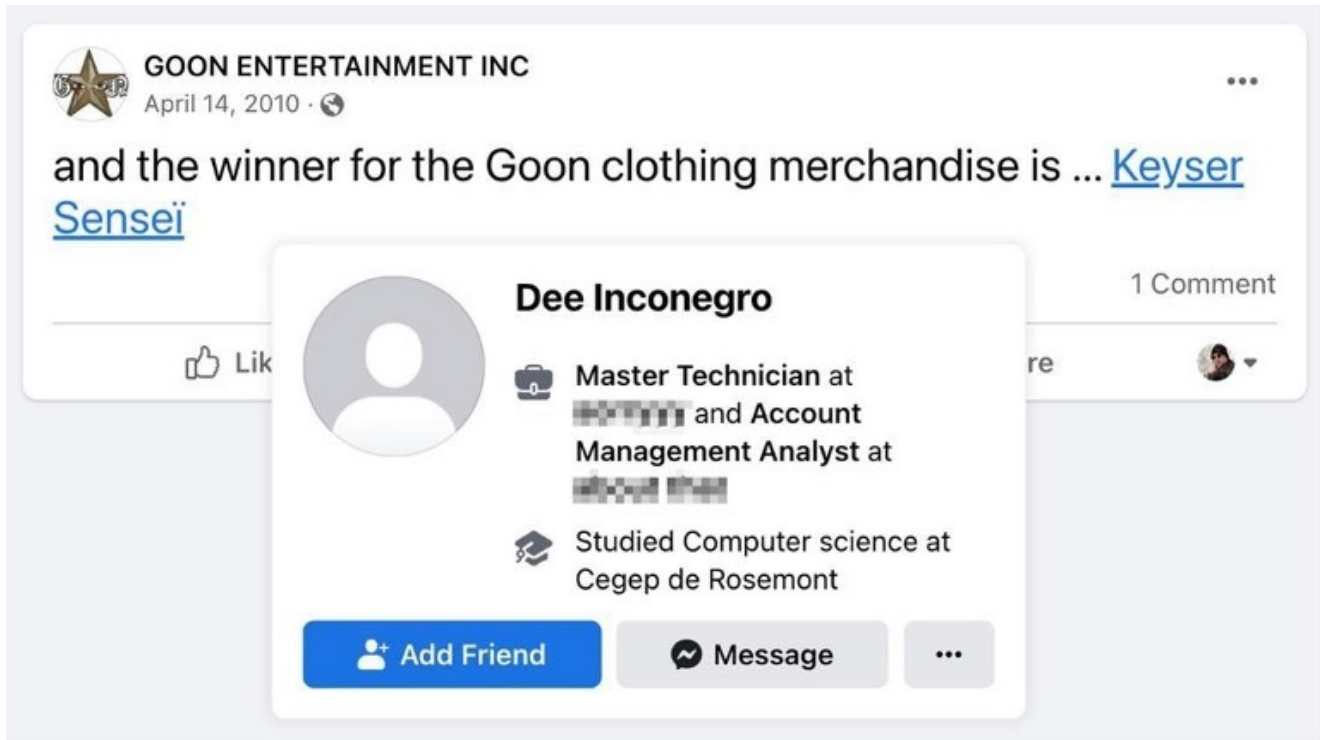 GOON ENTERTAINMENT INC
April 14, 2010 ·
and the winner for the Goon clothing merchandise is ... Keyser
Senseï
1 Comment
Lik
re
Dee Inconegro
Master Technician at
and Account
Management Analyst at
Studied Computer science at
Cegep de Rosemont
Add Friend
Message